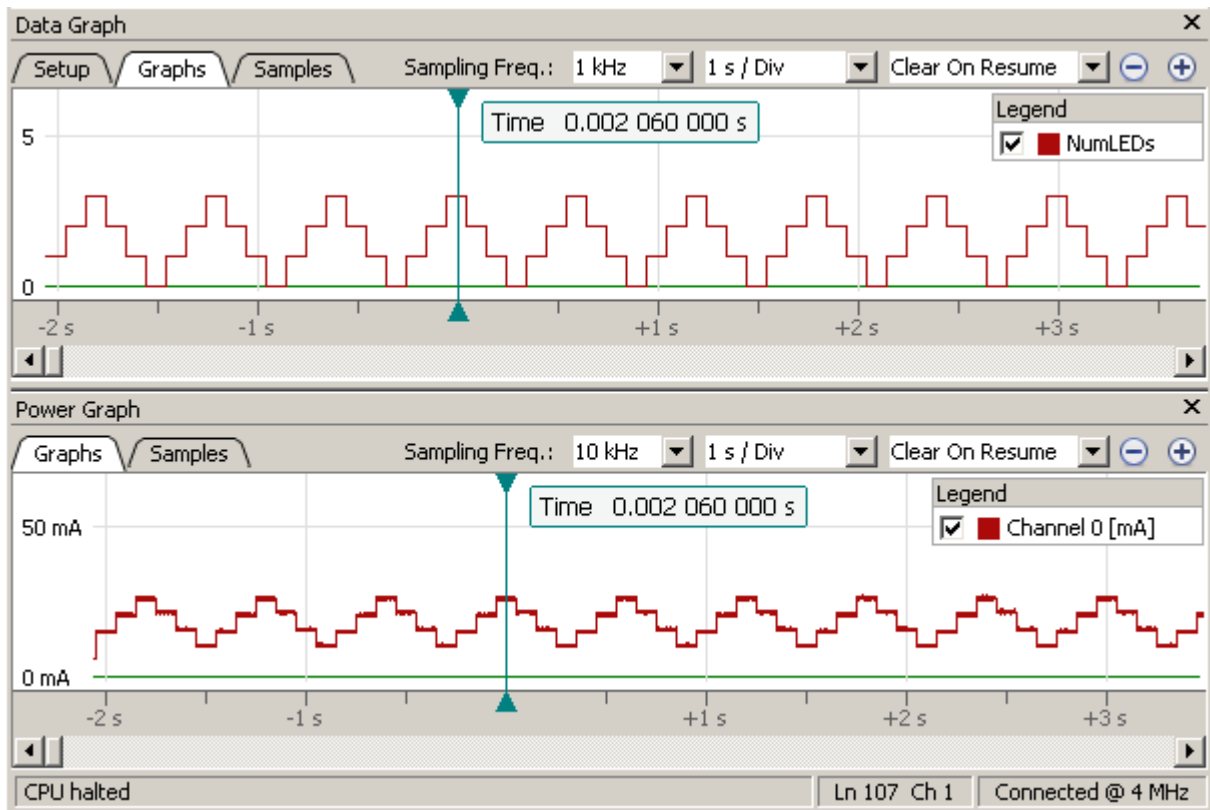 Data Graph
Setup Graphs Samples Sampling Freq.: 1 kHz 1 s / Div Clear On Resume
Time 0.002 060 000 s
Legend
NumLEDs
5
0
-2 s -1 s +1 s +2 s +3 s
Power Graph
Graphs Samples Sampling Freq.: 10 kHz 1 s / Div Clear On Resume
Time 0.002 060 000 s
Legend
Channel 0 [mA]
50 mA
0 mA
-2 s -1 s +1 s +2 s +3 s
CPU halted Ln 107 Ch 1 Connected @ 4 MHz